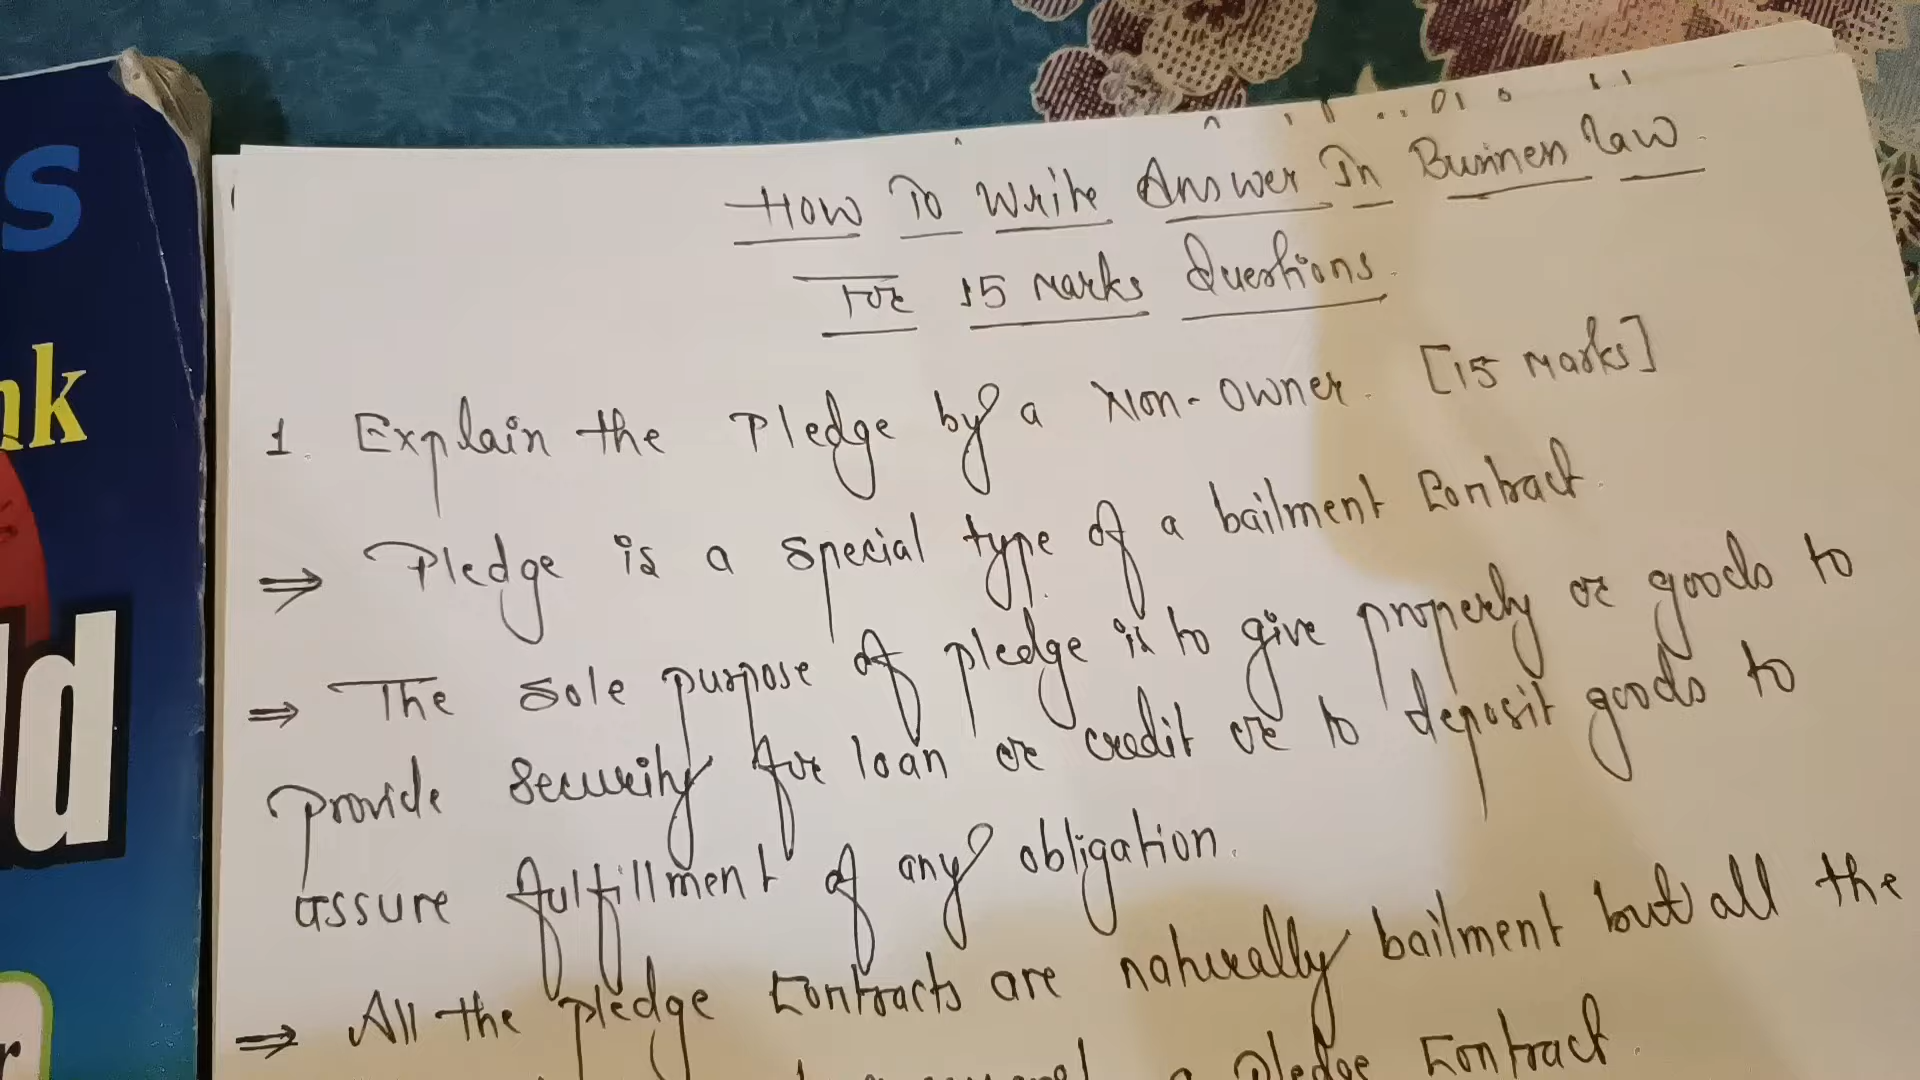 How To Write Answer In Business Law.
For 15 Marks Questions.
1. Explain the Pledge by a Non-Owner. [15 Marks]
⇒ Pledge is a special type of a bailment Contract.
⇒ The sole purpose of pledge is to give property or goods to
provide security for loan or credit or to deposit goods to
assure fulfillment of any obligation.
⇒ All the pledge Contracts are naturally bailment but all the
a Pledge Contract.
S
nk
d
r